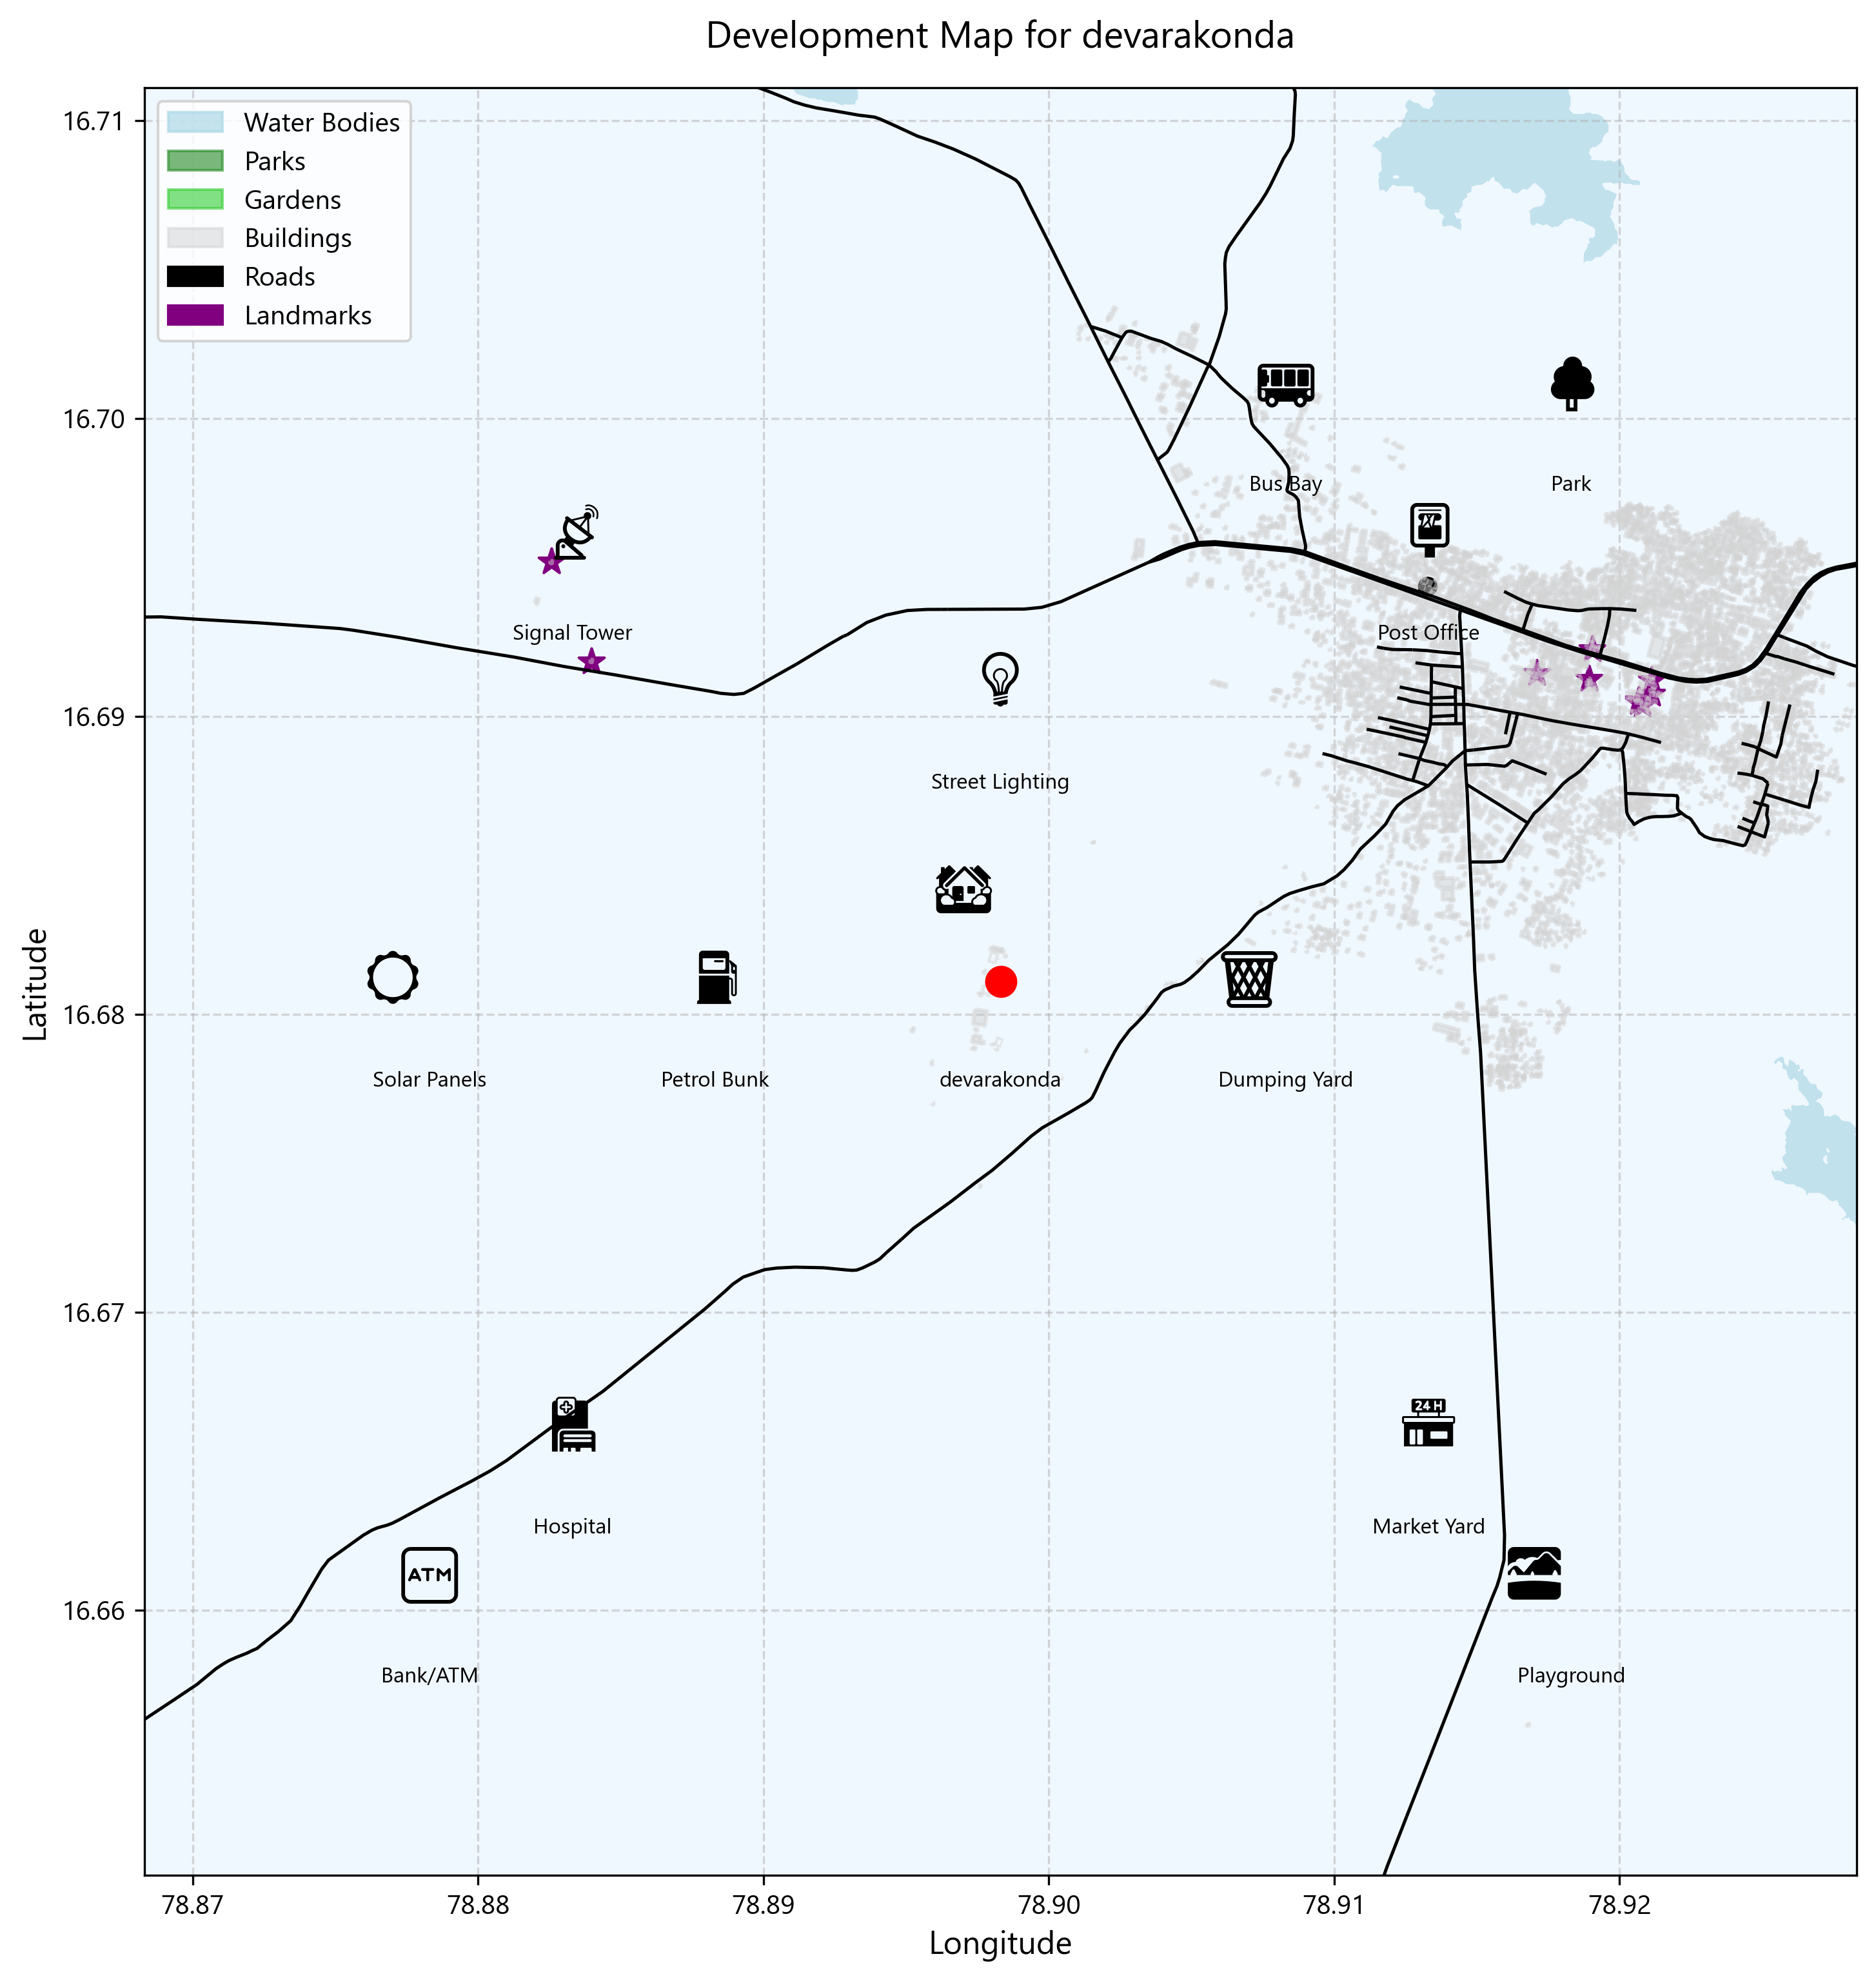 Development Map for devarakonda
Water Bodies
Parks
Gardens
Buildings
Roads
Landmarks
16.71
16.70
16.69
16.68
16.67
16.66
Latitude
Bus Bay
Park
Signal Tower
Post Office
Street Lighting
Solar Panels
Petrol Bunk
devarakonda
Dumping Yard
24 H
Hospital
Market Yard
ATM
Bank/ATM
Playground
78.87
78.88
78.89
78.90
78.91
78.92
Longitude